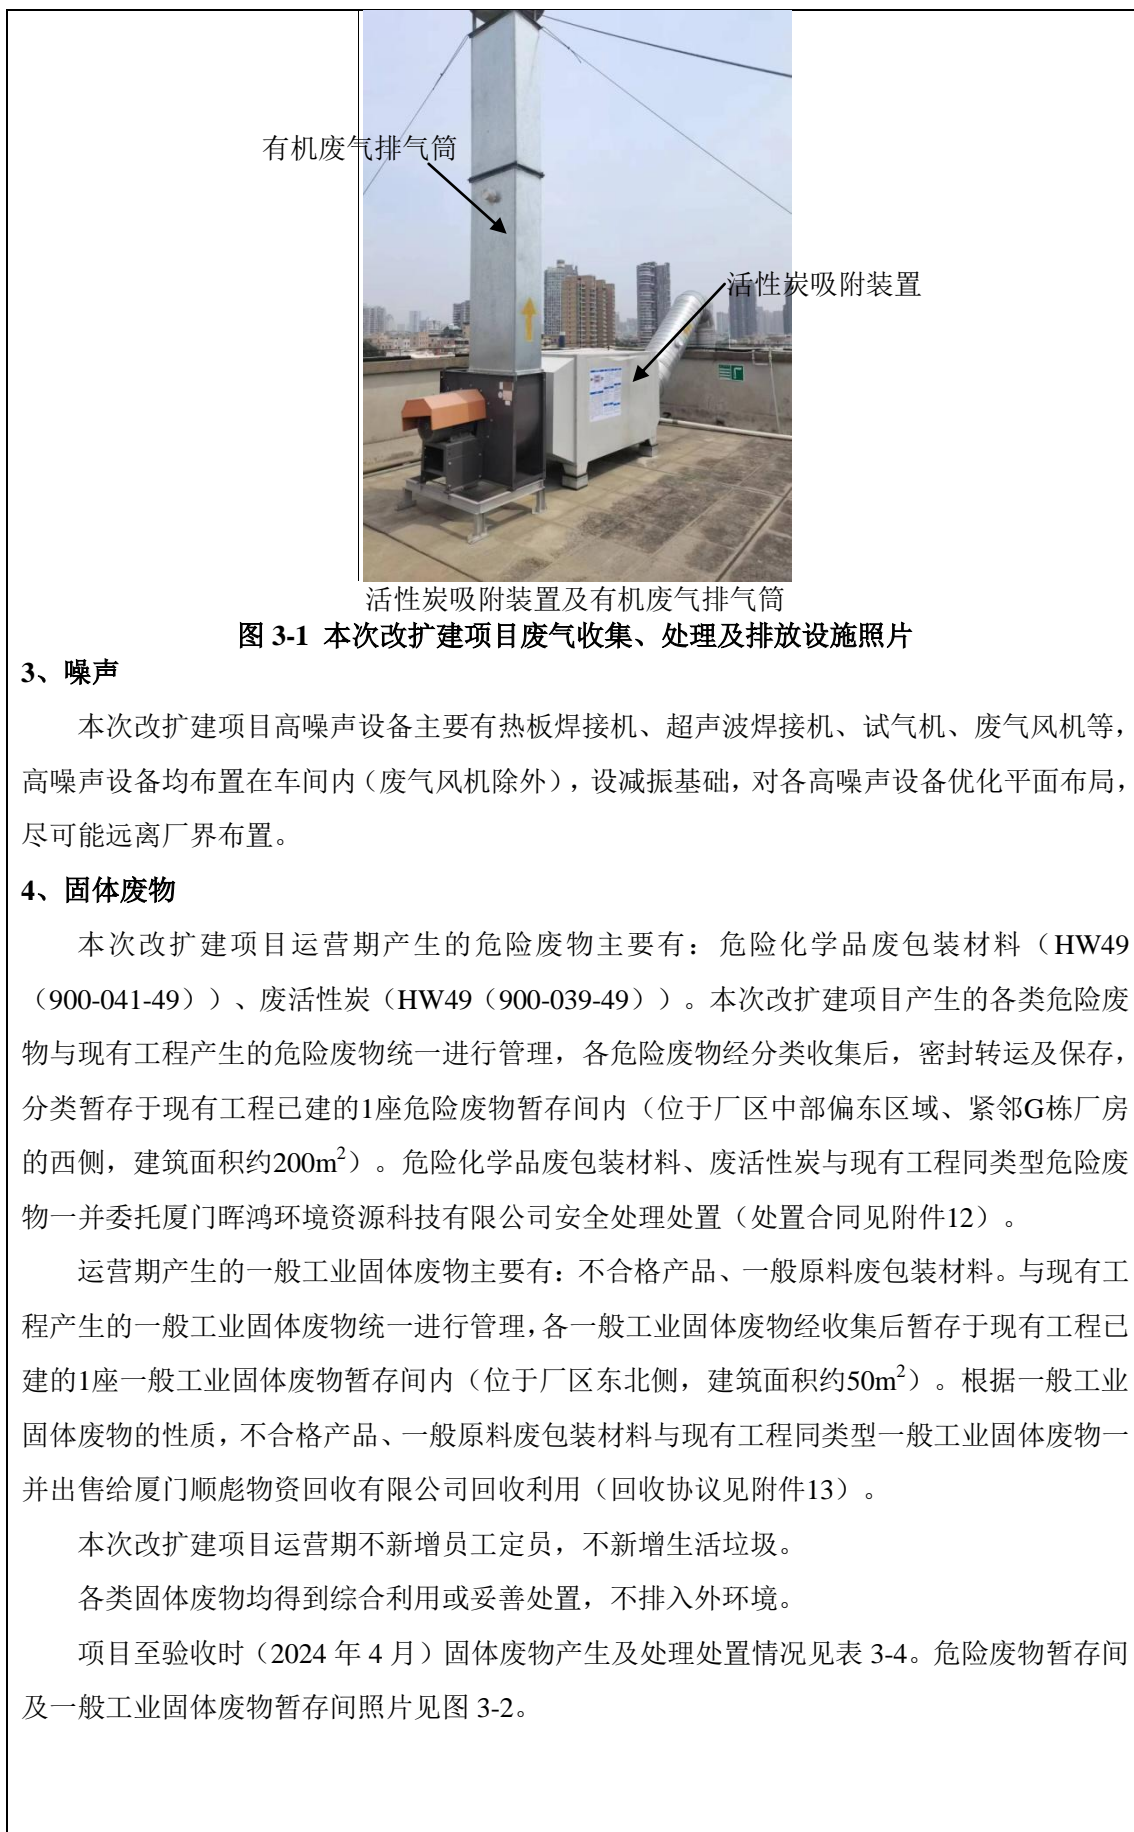 有机废气排气筒
活性炭吸附装置
活性炭吸附装置及有机废气排气筒
图 3-1 本次改扩建项目废气收集、处理及排放设施照片
3、噪声
本次改扩建项目高噪声设备主要有热板焊接机、超声波焊接机、试气机、废气风机等，
高噪声设备均布置在车间内（废气风机除外），设减振基础，对各高噪声设备优化平面布局，
尽可能远离厂界布置。
4、固体废物
本次改扩建项目运营期产生的危险废物主要有：危险化学品废包装材料（HW49
（900-041-49））、废活性炭（HW49（900-039-49））。本次改扩建项目产生的各类危险废
物与现有工程产生的危险废物统一进行管理，各危险废物经分类收集后，密封转运及保存，
分类暂存于现有工程已建的1座危险废物暂存间内（位于厂区中部偏东区域、紧邻G栋厂房
的西侧，建筑面积约200m²）。危险化学品废包装材料、废活性炭与现有工程同类型危险废
物一并委托厦门晖鸿环境资源科技有限公司安全处理处置（处置合同见附件12）。
运营期产生的一般工业固体废物主要有：不合格产品、一般原料废包装材料。与现有工
程产生的一般工业固体废物统一进行管理，各一般工业固体废物经收集后暂存于现有工程已
建的1座一般工业固体废物暂存间内（位于厂区东北侧，建筑面积约50m²）。根据一般工业
固体废物的性质，不合格产品、一般原料废包装材料与现有工程同类型一般工业固体废物一
并出售给厦门顺彪物资回收有限公司回收利用（回收协议见附件13）。
本次改扩建项目运营期不新增员工定员，不新增生活垃圾。
各类固体废物均得到综合利用或妥善处置，不排入外环境。
项目至验收时（2024 年 4 月）固体废物产生及处理处置情况见表 3-4。危险废物暂存间
及一般工业固体废物暂存间照片见图 3-2。